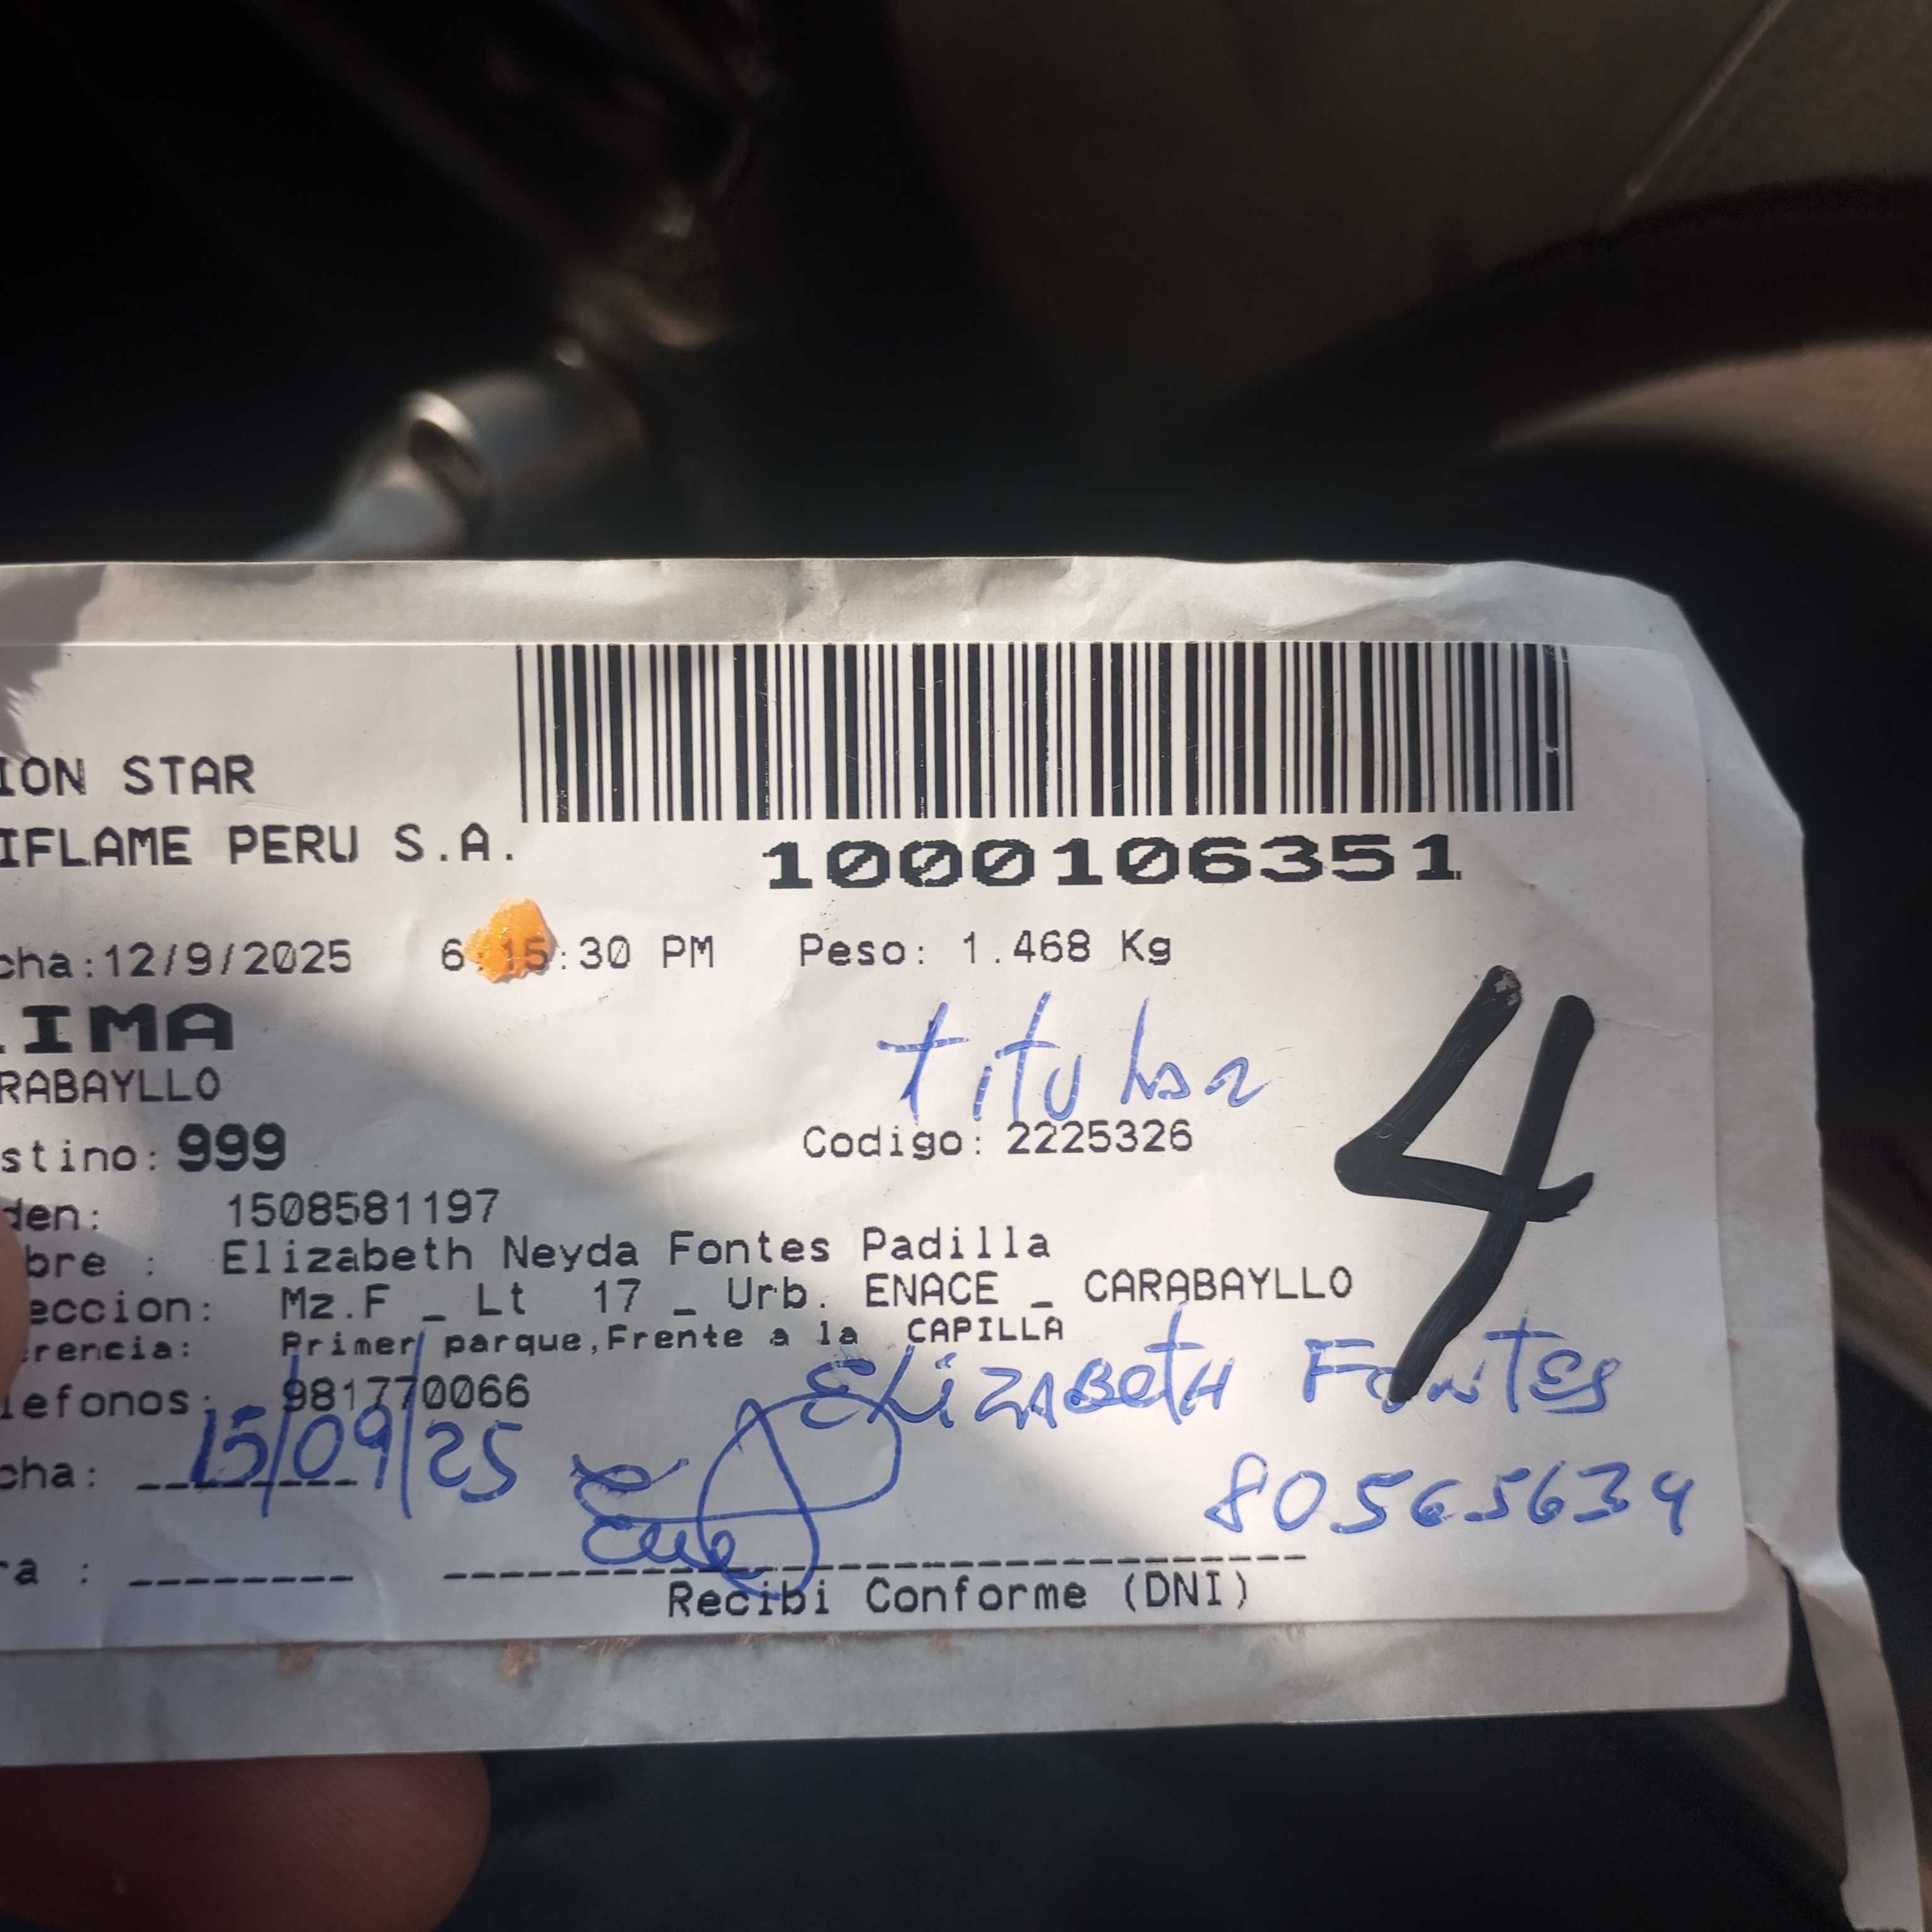 ION STAR
IFLAME PERU S.A.
1000106351
cha:12/9/2025 6:15:30 PM Peso: 1.468 Kg
IMA
RABAYLLO
titular
4
stino: 999
Codigo: 2225326
den: 1508581197
bre : Elizabeth Neyda Fontes Padilla
eccion: Mz.F _ Lt 17 _ Urb. ENACE _ CARABAYLLO
rencia: Primer parque,Frente a la CAPILLA
lefonos: 981770066
ELIZABETH FONTES
cha: 15/09/25
80565634
ra :
Recibi Conforme (DNI)